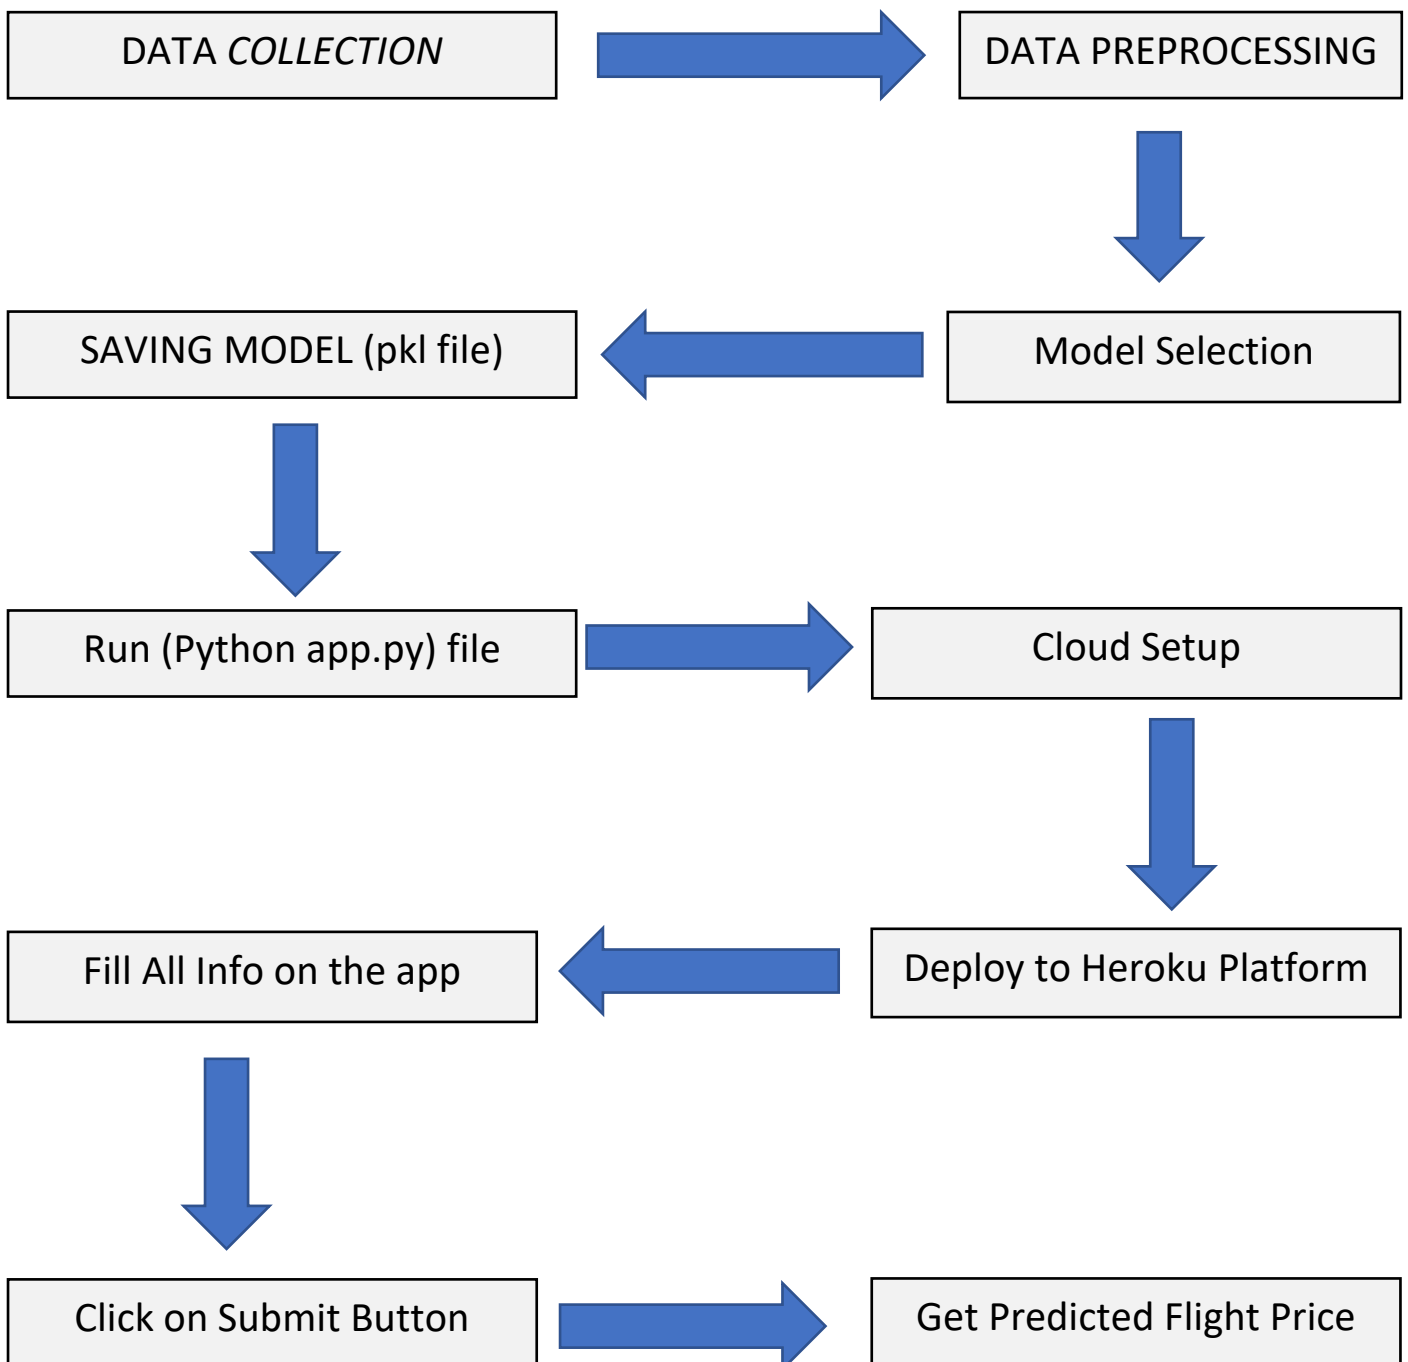 DATA COLLECTION
DATA PREPROCESSING
Model Selection
SAVING MODEL (pkl file)
Run (Python app.py) file
Cloud Setup
Deploy to Heroku Platform
Fill All Info on the app
Click on Submit Button
Get Predicted Flight Price